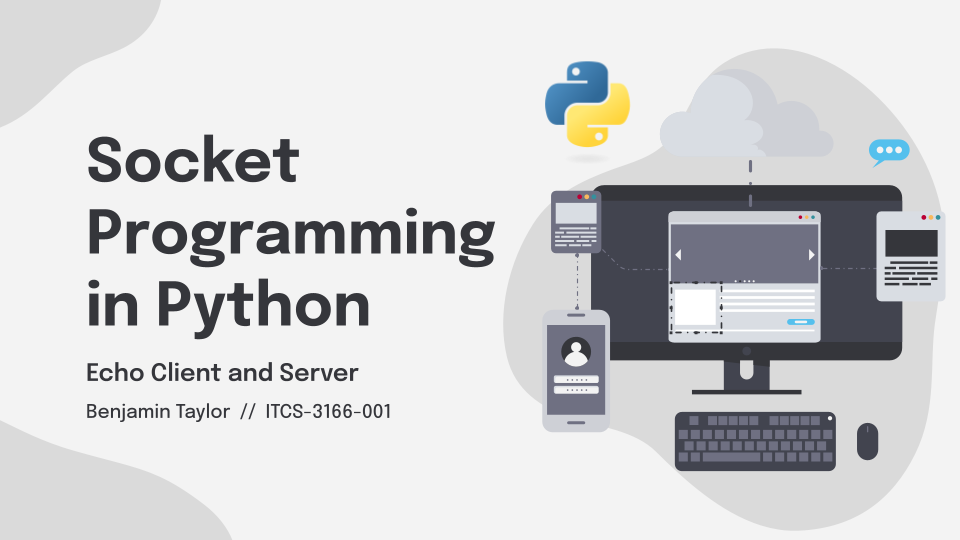 Socket
Programming
in Python
Echo Client and Server
Benjamin Taylor // ITCS-3166-001